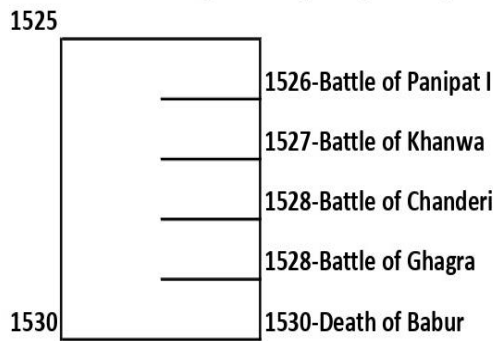 1525
1526-Battle of Panipat I
1527-Battle of Khanwa
1528-Battle of Chanderi
1528-Battle of Ghagra
1530
1530-Death of Babur